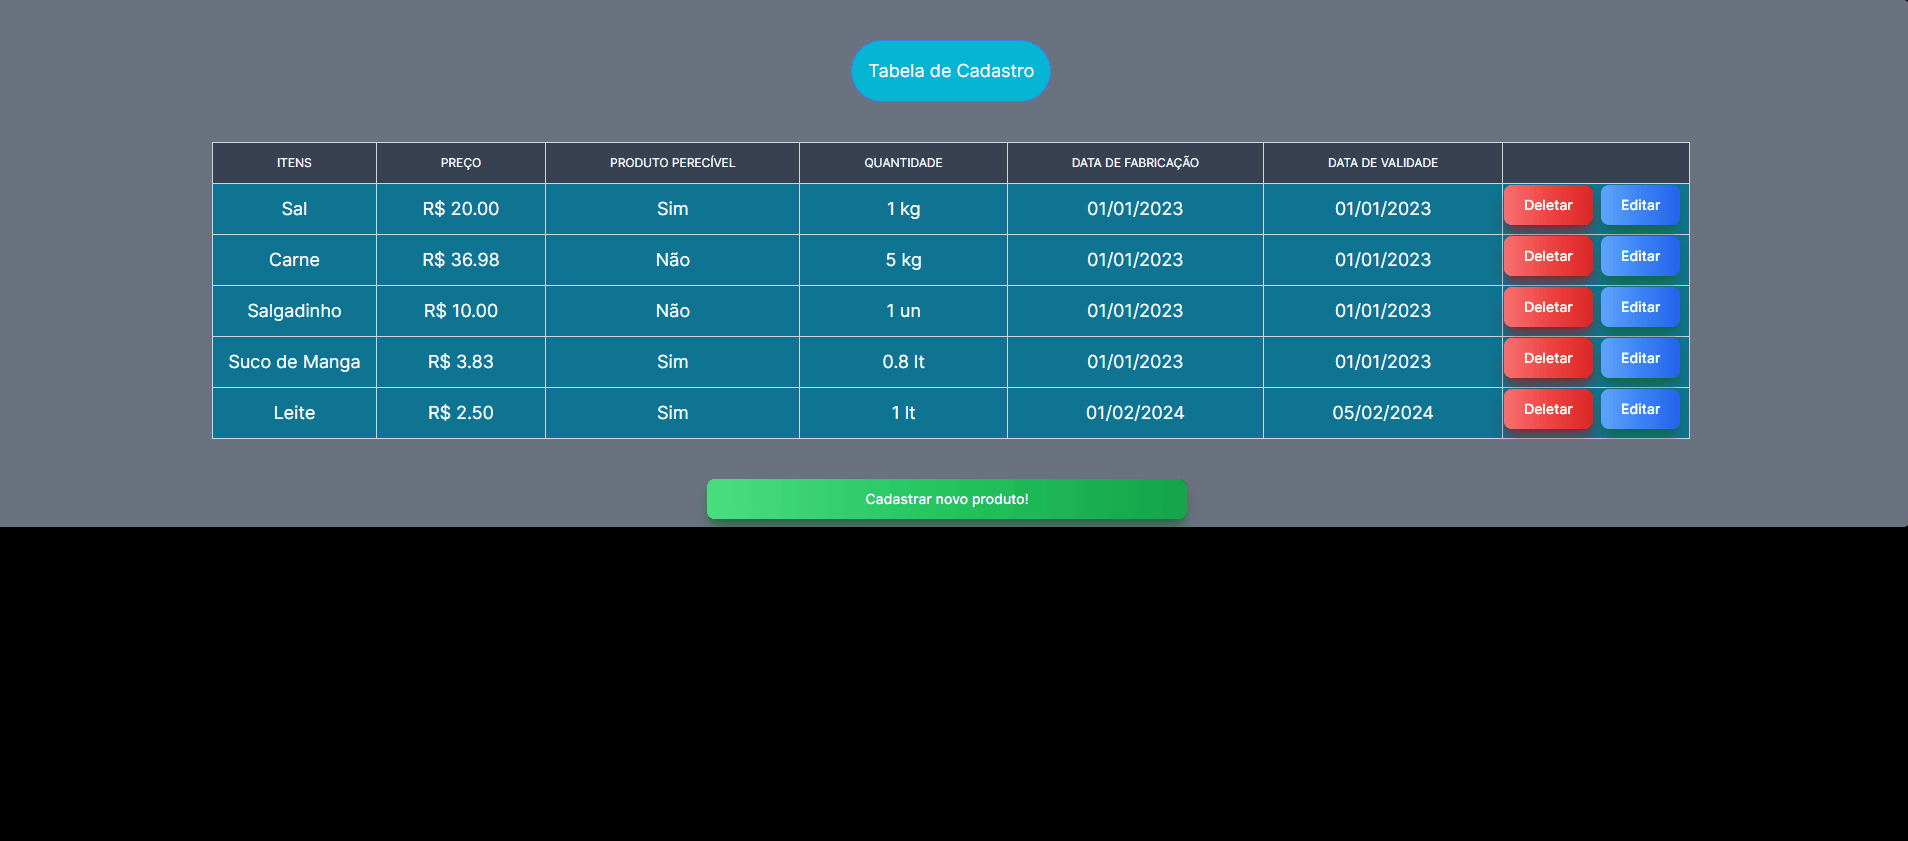 Tabela de Cadastro
ITENS PREÇO PRODUTO PERECÍVEL QUANTIDADE DATA DE FABRICAÇÃO DATA DE VALIDADE
Sal R$ 20.00 Sim 1 kg 01/01/2023 01/01/2023 Deletar Editar
Carne R$ 36.98 Não 5 kg 01/01/2023 01/01/2023 Deletar Editar
Salgadinho R$ 10.00 Não 1 un 01/01/2023 01/01/2023 Deletar Editar
Suco de Manga R$ 3.83 Sim 0.8 lt 01/01/2023 01/01/2023 Deletar Editar
Leite R$ 2.50 Sim 1 lt 01/02/2024 05/02/2024 Deletar Editar
Cadastrar novo produto!